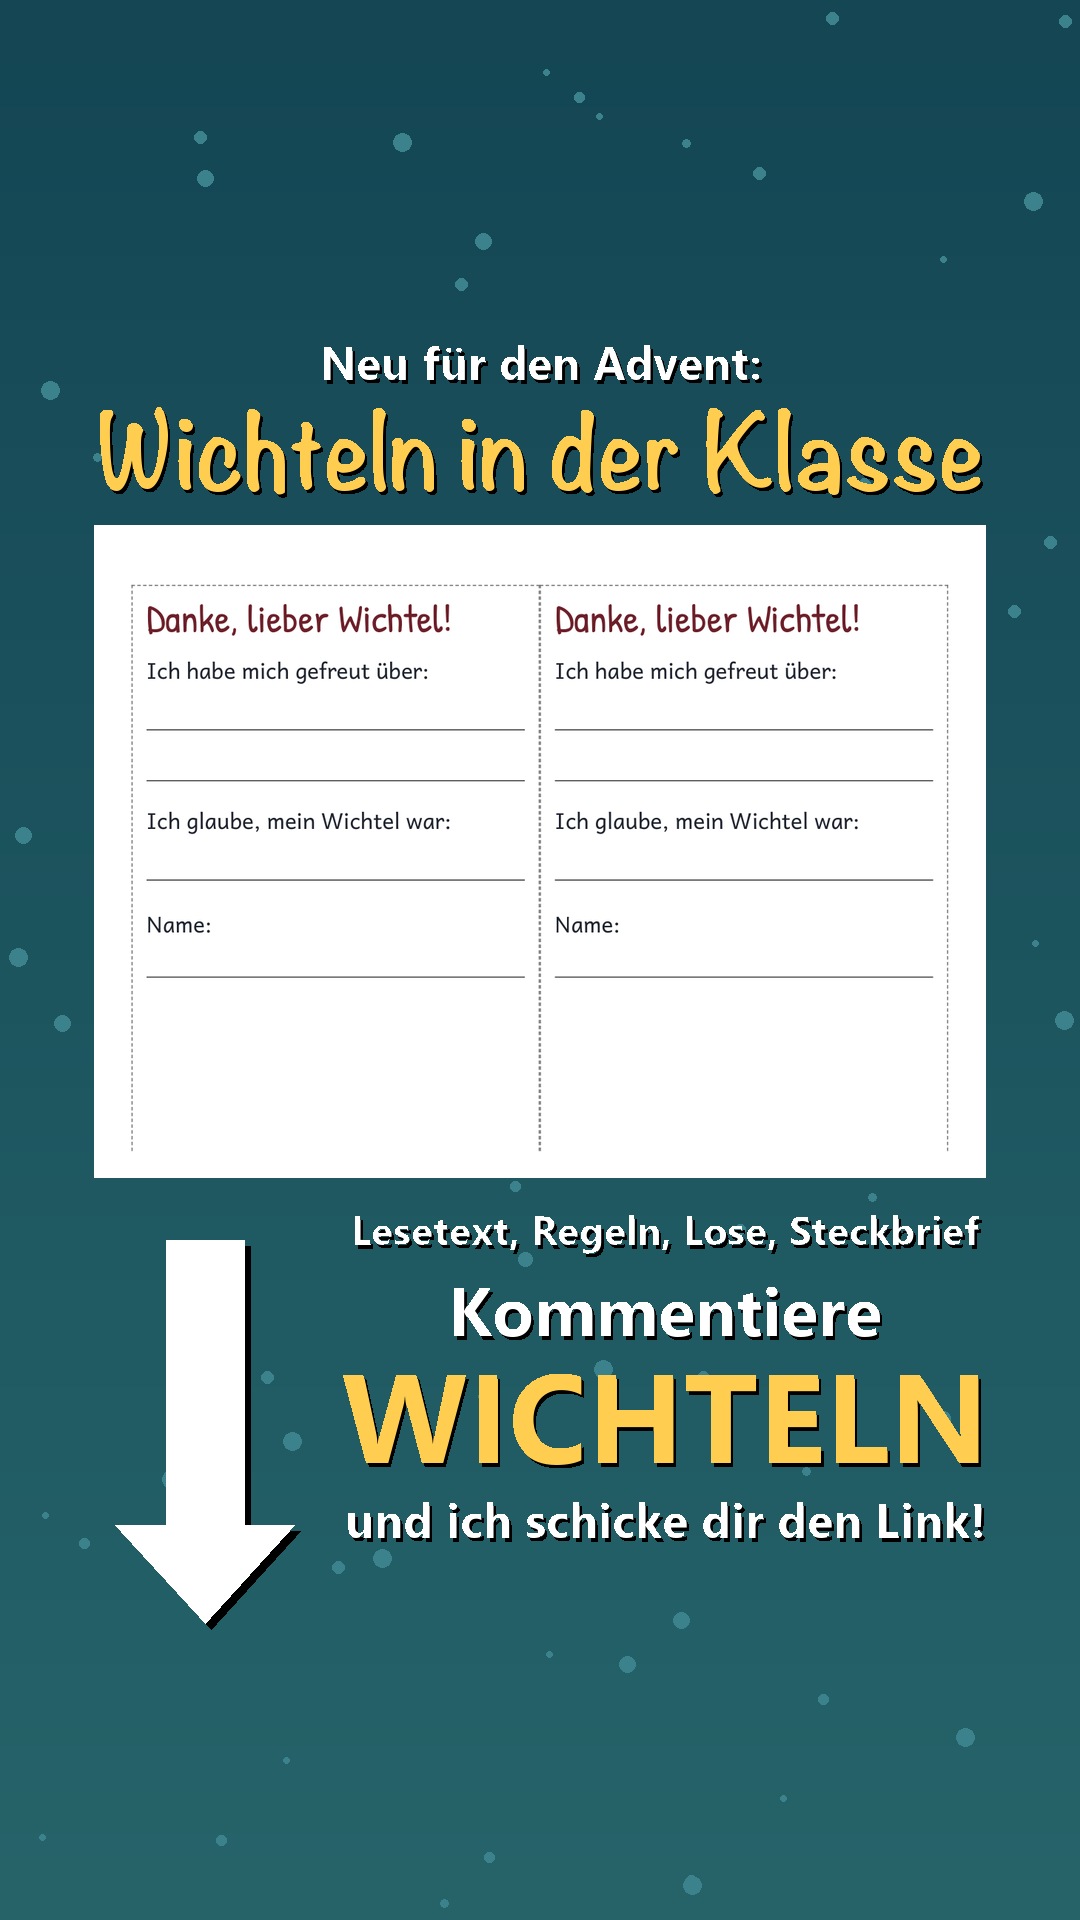 Neu für den Advent:
Wichteln in der Klasse
Danke, lieber Wichtel!
Ich habe mich gefreut über:
Ich glaube, mein Wichtel war:
Name:
Danke, lieber Wichtel!
Ich habe mich gefreut über:
Ich glaube, mein Wichtel war:
Name:
Lesetext, Regeln, Lose, Steckbrief
Kommentiere
WICHTELN
und ich schicke dir den Link!